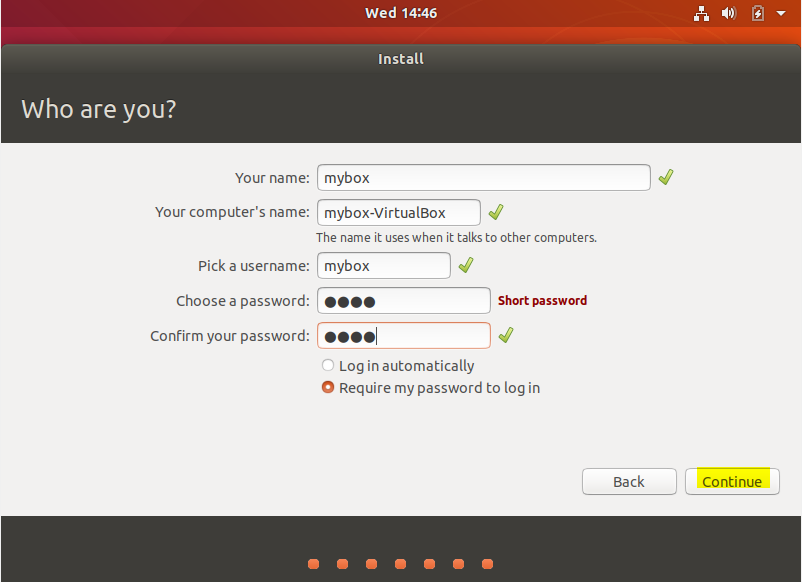 Wed 14:46
Install
Who are you?
Your name: mybox
Your computer's name: mybox-VirtualBox
The name it uses when it talks to other computers.
Pick a username: mybox
Choose a password: ●●●● Short password
Confirm your password: ●●●●
Log in automatically
Require my password to log in
Back Continue